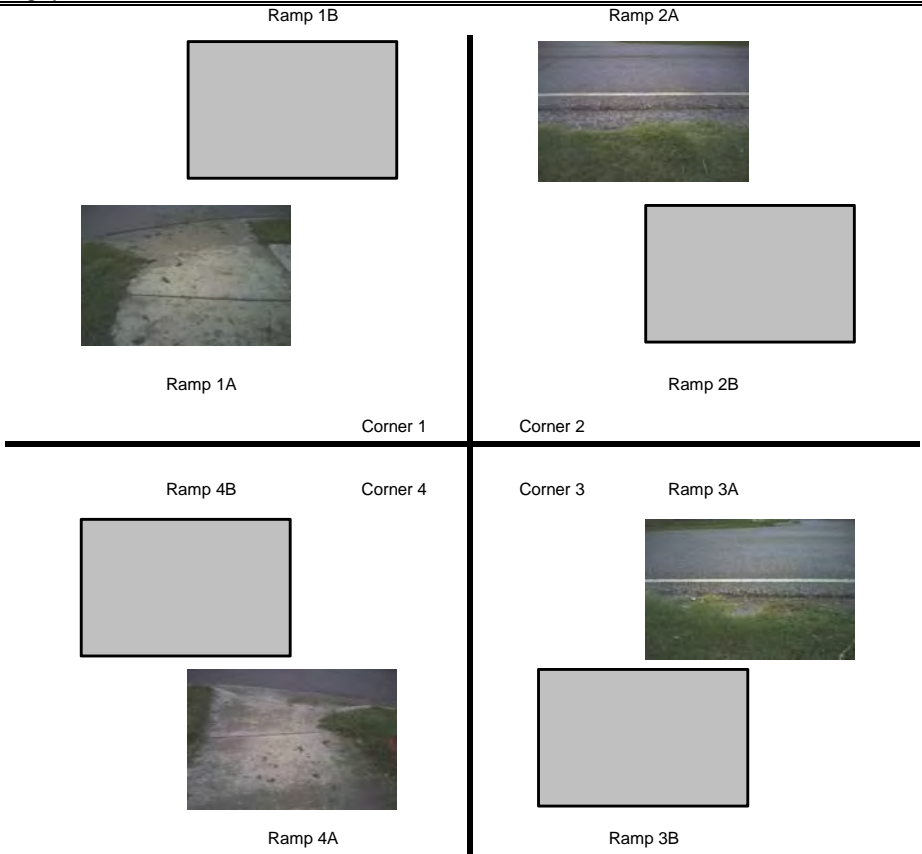 Ramp 1B Ramp 2A
Ramp 1A Ramp 2B
Corner 1 Corner 2
Ramp 4B Corner 4 Corner 3 Ramp 3A
Ramp 4A Ramp 3B